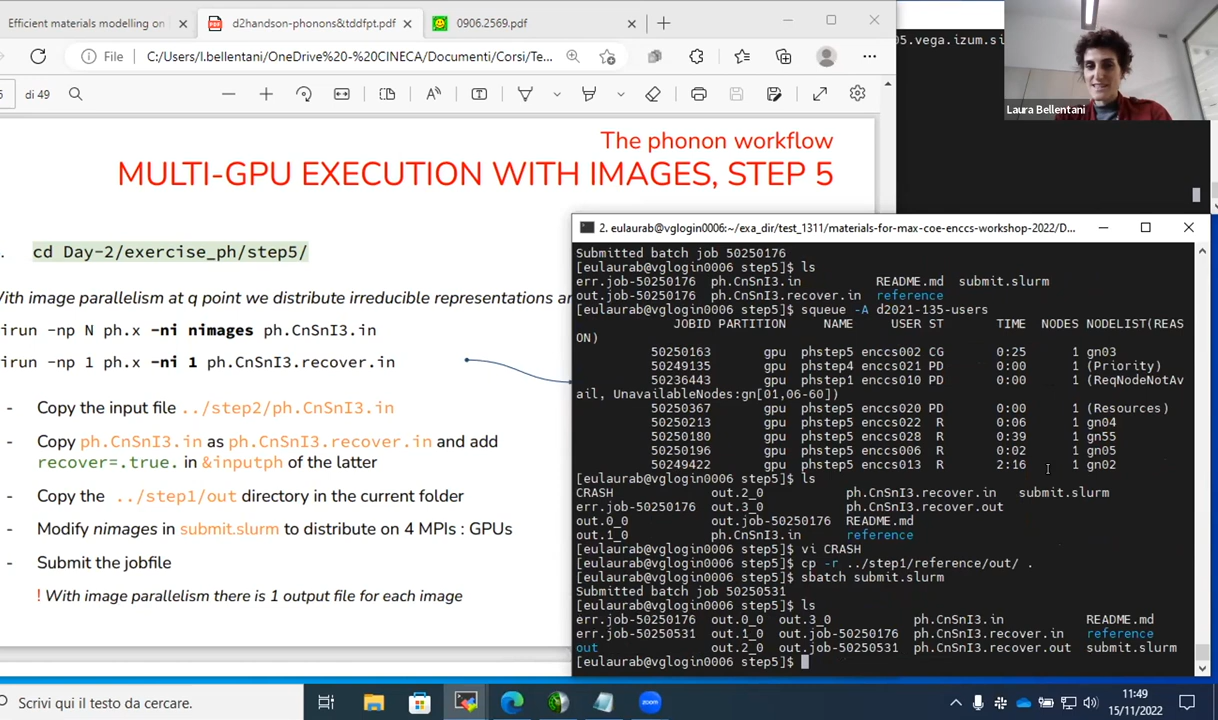 Efficient materials modelling on
d2handson-phonons&tddfpt.pdf
0906.2569.pdf
File
C:/Users/l.bellentani/OneDrive%20-%20CINECA/Documenti/Corsi/Te...
di 49
05.vega.izum.si
Laura Bellentani
The phonon workflow
MULTI-GPU EXECUTION WITH IMAGES, STEP 5
cd Day-2/exercise_ph/step5/
With image parallelism at q point we distribute irreducible representations
irun -np N ph.x -ni nimages ph.CnSnI3.in
irun -np 1 ph.x -ni 1 ph.CnSnI3.recover.in
- Copy the input file ../step2/ph.CnSnI3.in
- Copy ph.CnSnI3.in as ph.CnSnI3.recover.in and add
recover=.true. in &inputph of the latter
- Copy the ../step1/out directory in the current folder
- Modify nimages in submit.slurm to distribute on 4 MPIs : GPUs
- Submit the jobfile
! With image parallelism there is 1 output file for each image
2. eulaurab@vglogin0006:~/exa_dir/test_1311/materials-for-max-coe-enccs-workshop-2022/D...
Submitted batch job 50250176
[eulaurab@vglogin0006 step5]$ ls
err.job-50250176 ph.CnSnI3.in README.md submit.slurm
out.job-50250176 ph.CnSnI3.recover.in reference
[eulaurab@vglogin0006 step5]$ squeue -A d2021-135-users
JOBID PARTITION NAME USER ST TIME NODES NODELIST(REAS
ON)
50250163 gpu phstep5 enccs002 CG 0:25 1 gn03
50249135 gpu phstep4 enccs021 PD 0:00 1 (Priority)
50236443 gpu phstep1 enccs010 PD 0:00 1 (ReqNodeNotAv
ail, UnavailableNodes:gn[01,06-60])
50250367 gpu phstep5 enccs020 PD 0:00 1 (Resources)
50250213 gpu phstep5 enccs022 R 0:06 1 gn04
50250180 gpu phstep5 enccs028 R 0:39 1 gn55
50250196 gpu phstep5 enccs006 R 0:02 1 gn05
50249422 gpu phstep5 enccs013 R 2:16 1 gn02
[eulaurab@vglogin0006 step5]$ ls
CRASH out.2_0 ph.CnSnI3.recover.in submit.slurm
err.job-50250176 out.3_0 ph.CnSnI3.recover.out
out.0_0 out.job-50250176 README.md
out.1_0 ph.CnSnI3.in reference
[eulaurab@vglogin0006 step5]$ vi CRASH
[eulaurab@vglogin0006 step5]$ cp -r ../step1/reference/out/ .
[eulaurab@vglogin0006 step5]$ sbatch submit.slurm
Submitted batch job 50250531
[eulaurab@vglogin0006 step5]$ ls
err.job-50250176 out.0_0 out.3_0 ph.CnSnI3.in README.md
err.job-50250531 out.1_0 out.job-50250176 ph.CnSnI3.recover.in reference
out out.2_0 out.job-50250531 ph.CnSnI3.recover.out submit.slurm
[eulaurab@vglogin0006 step5]$
Scrivi qui il testo da cercare.
zoom
11:49
15/11/2022